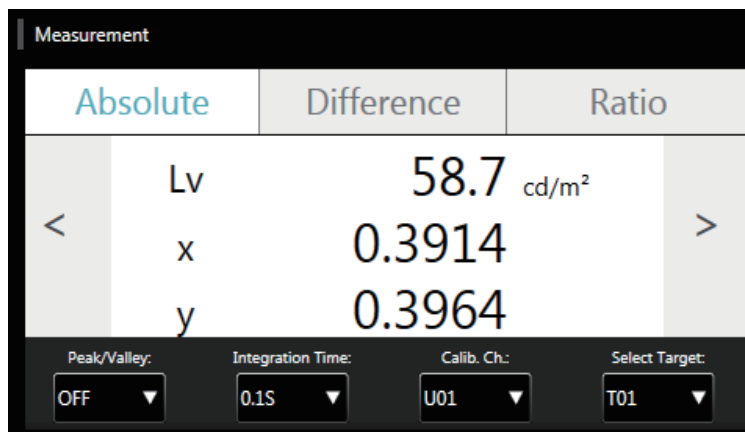 Measurement
Absolute Difference Ratio
Lv 58.7 cd/m²
< x 0.3914 >
y 0.3964
Peak/Valley: Integration Time: Calib. Ch.: Select Target:
OFF ▼ 0.1S ▼ U01 ▼ T01 ▼